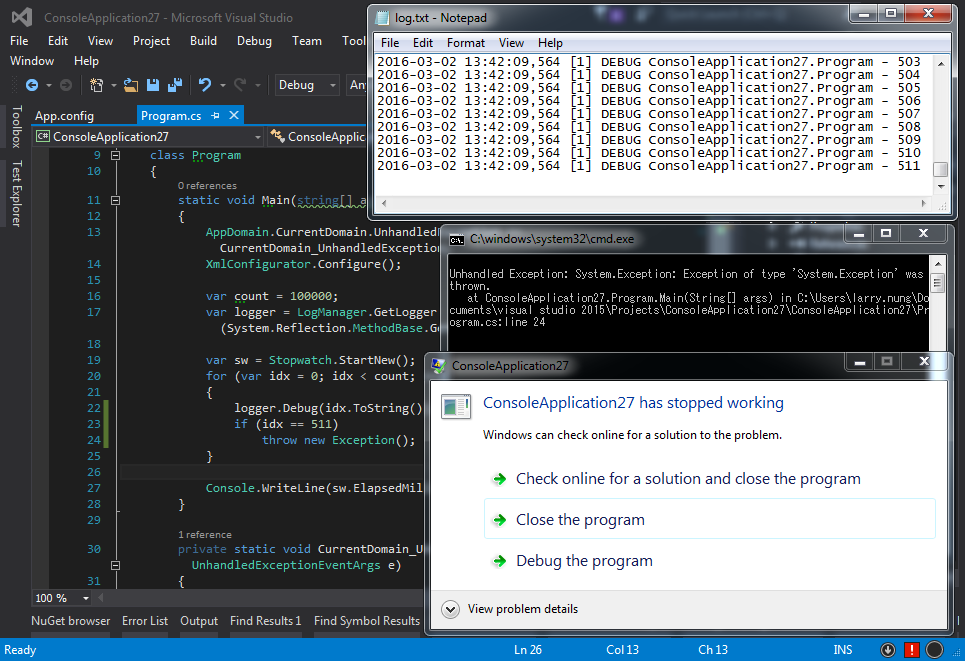 ConsoleApplication27 - Microsoft Visual Studio
File Edit View Project Build Debug Team Tool
Window Help
Debug An
App.config Program.cs
ConsoleApplication27 ConsoleApplic
Toolbox
Test Explorer
9 class Program
10 {
0 references
11 static void Main(string[] a
12 {
13 AppDomain.CurrentDomain.Unhandled
CurrentDomain_UnhandledException
14 XmlConfigurator.Configure();
15
16 var count = 100000;
17 var logger = LogManager.GetLogger
(System.Reflection.MethodBase.Ge
18
19 var sw = Stopwatch.StartNew();
20 for (var idx = 0; idx < count;
21 {
22 logger.Debug(idx.ToString()
23 if (idx == 511)
24 throw new Exception();
25 }
26
27 Console.WriteLine(sw.ElapsedMil
28 }
29
1 reference
30 private static void CurrentDomain_U
UnhandledExceptionEventArgs e)
31 {
100 %
NuGet browser Error List Output Find Results 1 Find Symbol Results
Ready Ln 26 Col 13 Ch 13 INS
log.txt - Notepad
File Edit Format View Help
2016-03-02 13:42:09,564 [1] DEBUG ConsoleApplication27.Program - 503
2016-03-02 13:42:09,564 [1] DEBUG ConsoleApplication27.Program - 504
2016-03-02 13:42:09,564 [1] DEBUG ConsoleApplication27.Program - 505
2016-03-02 13:42:09,564 [1] DEBUG ConsoleApplication27.Program - 506
2016-03-02 13:42:09,564 [1] DEBUG ConsoleApplication27.Program - 507
2016-03-02 13:42:09,564 [1] DEBUG ConsoleApplication27.Program - 508
2016-03-02 13:42:09,564 [1] DEBUG ConsoleApplication27.Program - 509
2016-03-02 13:42:09,564 [1] DEBUG ConsoleApplication27.Program - 510
2016-03-02 13:42:09,564 [1] DEBUG ConsoleApplication27.Program - 511
C:\windows\system32\cmd.exe
Unhandled Exception: System.Exception: Exception of type 'System.Exception' was
thrown.
at ConsoleApplication27.Program.Main(String[] args) in C:\Users\larry.nung\Do
cuments\visual studio 2015\Projects\ConsoleApplication27\ConsoleApplication27\Pr
ogram.cs:line 24
ConsoleApplication27
ConsoleApplication27 has stopped working
Windows can check online for a solution to the problem.
Check online for a solution and close the program
Close the program
Debug the program
View problem details